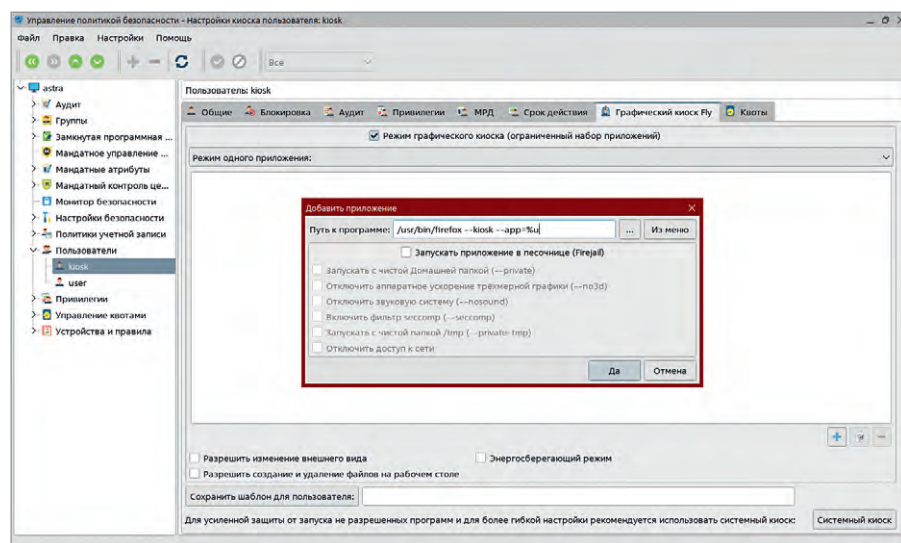 Управление политикой безопасности - Настройки киоска пользователя: kiosk
Файл Правка Настройки Помощь
Все
astra
Аудит
Группы
Замкнутая программная ...
Мандатное управление ...
Мандатные атрибуты
Мандатный контроль це...
Монитор безопасности
Настройки безопасности
Политики учетной записи
Пользователи
kiosk
user
Привилегии
Управление квотами
Устройства и правила
Пользователь: kiosk
Общие Блокировка Аудит Привилегии МРД Срок действия Графический киоск Fly Квоты
Режим графического киоска (ограниченный набор приложений)
Режим одного приложения:
Добавить приложение
Путь к программе: /usr/bin/firefox --kiosk --app=%u ... Из меню
Запускать приложение в песочнице (Firejail)
Запускать с чистой Домашней папкой (--private)
Отключить аппаратное ускорение трёхмерной графики (--no3d)
Отключить звуковую систему (--nosound)
Включить фильтр seccomp (--seccomp)
Запускать с чистой папкой /tmp (--private-tmp)
Отключить доступ к сети
Да Отмена
Разрешить изменение внешнего вида Энергосберегающий режим
Разрешить создание и удаление файлов на рабочем столе
Сохранить шаблон для пользователя:
Для усиленной защиты от запуска не разрешенных программ и для более гибкой настройки рекомендуется использовать системный киоск: Системный киоск